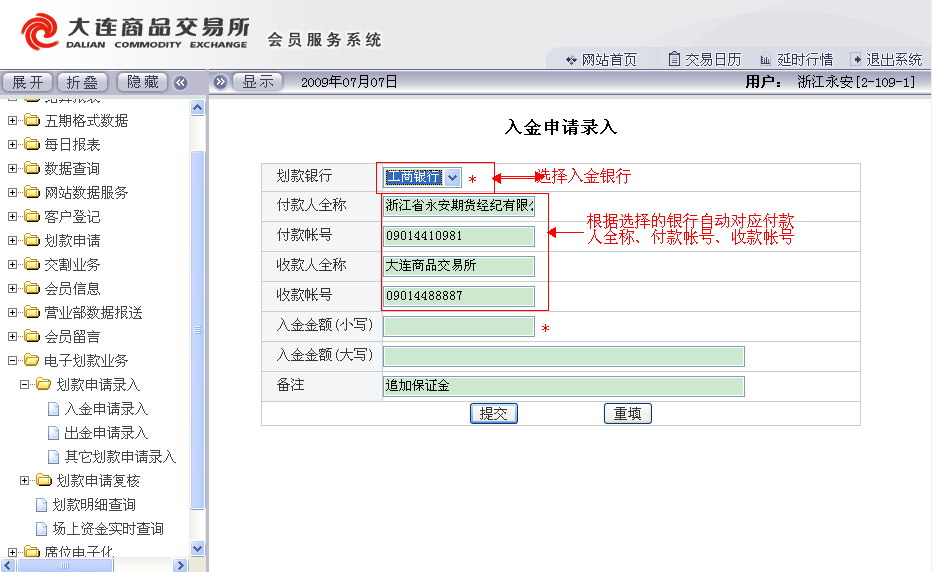 大连商品交易所
DALIAN COMMODITY EXCHANGE
会员服务系统
网站首页 交易日历 延时行情 退出系统
展开 折叠 隐藏 显示 2009年07月07日 用户： 浙江永安[2-109-1]
五期格式数据
每日报表
数据查询
网站数据服务
客户登记
划款申请
交割业务
会员信息
营业部数据报送
会员留言
电子划款业务
划款申请录入
入金申请录入
出金申请录入
其它划款申请录入
划款申请复核
划款明细查询
场上资金实时查询
席位电子化
入金申请录入
划款银行 工商银行 * 选择入金银行
付款人全称 浙江省永安期货经纪有限
付款帐号 09014410981
根据选择的银行自动对应付款
人全称、付款帐号、收款帐号
收款人全称 大连商品交易所
收款帐号 09014488887
入金金额(小写) *
入金金额(大写)
备注 追加保证金
提交 重填